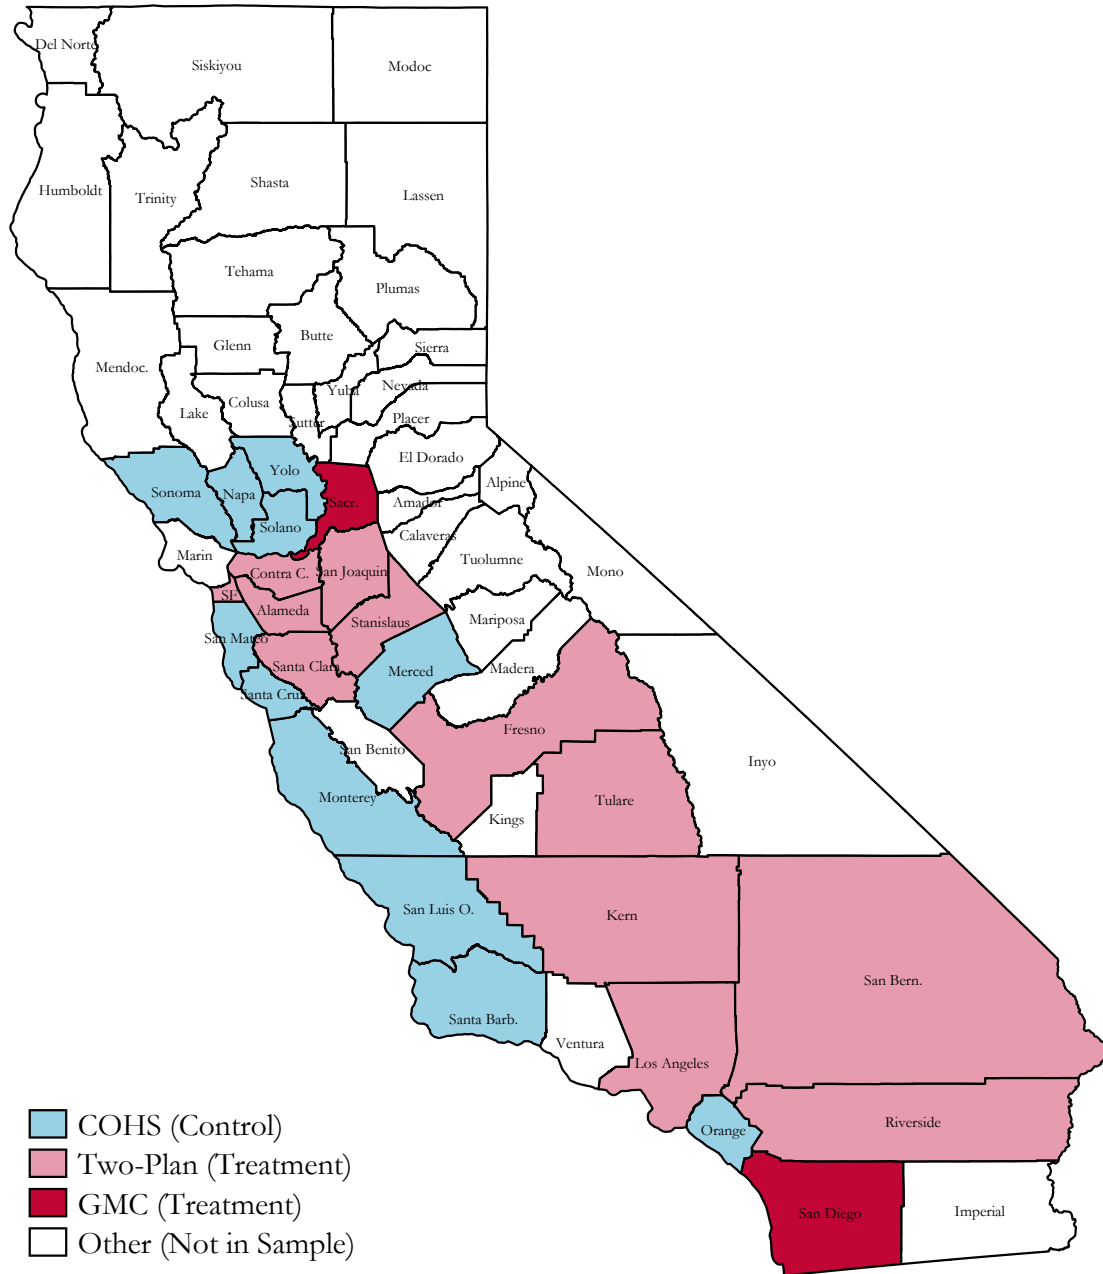 Del Norte
Siskiyou
Modoc
Humboldt
Trinity
Shasta
Lassen
Tehama
Plumas
Glenn
Butte
Sierra
Mendoc.
Lake
Colusa
Sutter
Yuba
Nevada
Placer
El Dorado
Alpine
Sonoma
Napa
Yolo
Sacr.
Amador
Solano
Calaveras
Marin
Contra C.
San Joaquin
Tuolumne
Mono
SF
Alameda
Stanislaus
Mariposa
San Mateo
Santa Clara
Merced
Madera
Santa Cruz
San Benito
Fresno
Inyo
Monterey
Kings
Tulare
San Luis O.
Kern
San Bern.
Santa Barb.
Ventura
Los Angeles
Orange
Riverside
San Diego
Imperial
COHS (Control)
Two-Plan (Treatment)
GMC (Treatment)
Other (Not in Sample)